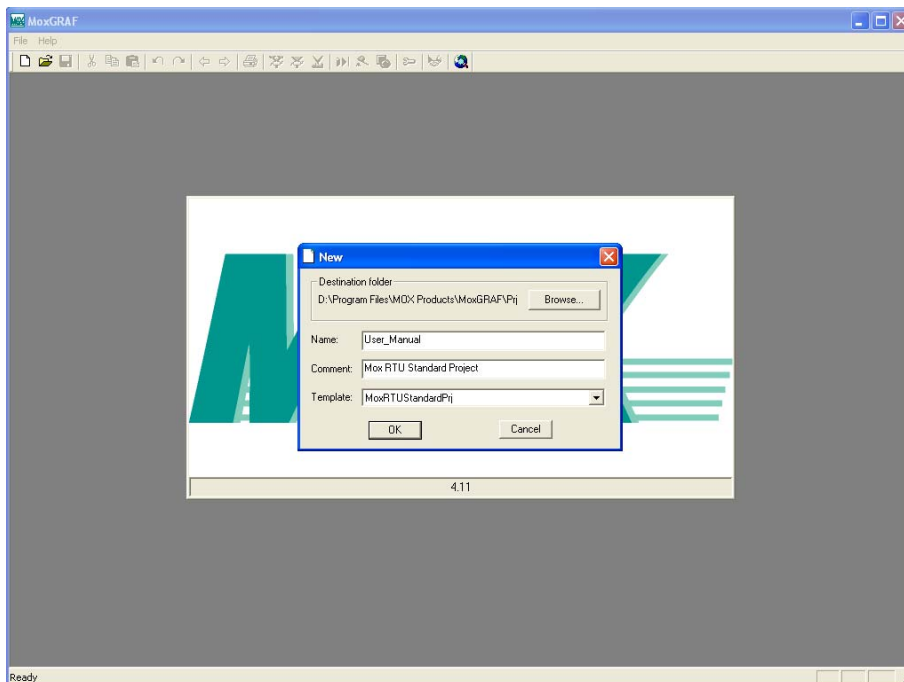 MOX MoxGRAF
File Help
New
Destination folder
D:\Program Files\MOX Products\MoxGRAF\Prj Browse...
Name: User_Manual
Comment: Mox RTU Standard Project
Template: MoxRTUStandardPrj
OK Cancel
4.11
Ready